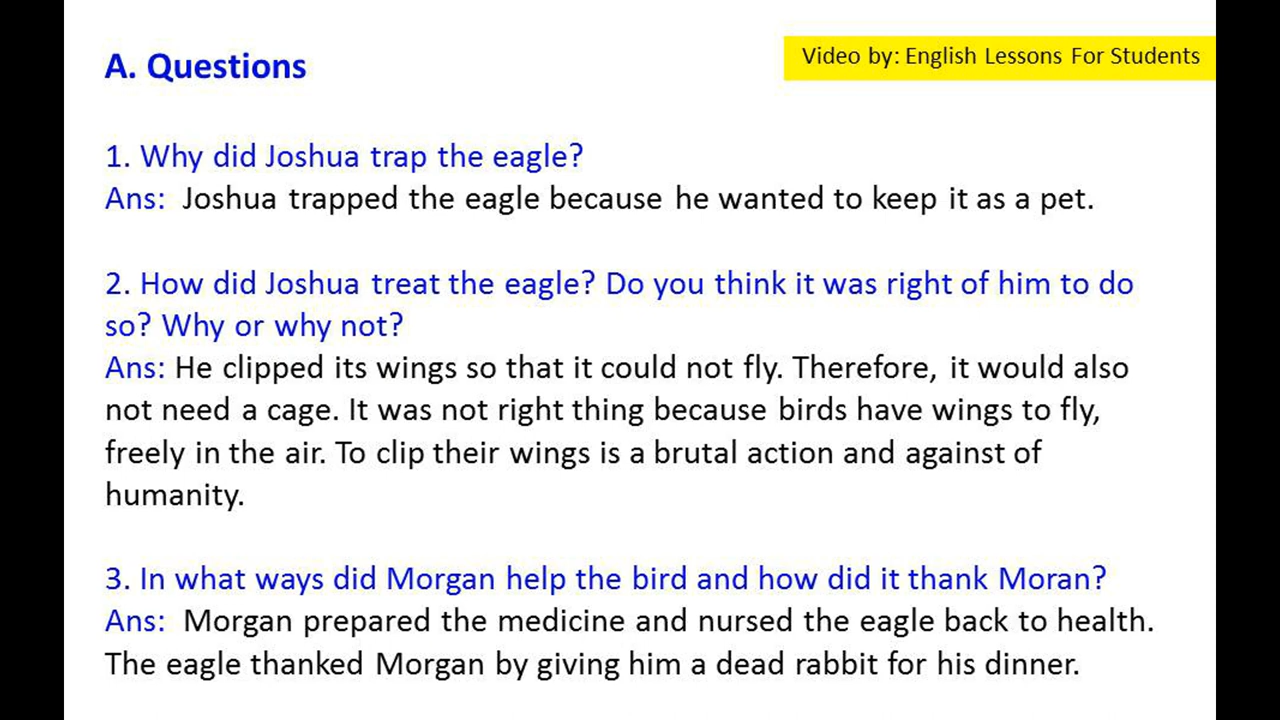 A. Questions
Video by: English Lessons For Students
1. Why did Joshua trap the eagle?
Ans: Joshua trapped the eagle because he wanted to keep it as a pet.
2. How did Joshua treat the eagle? Do you think it was right of him to do
so? Why or why not?
Ans: He clipped its wings so that it could not fly. Therefore, it would also
not need a cage. It was not right thing because birds have wings to fly,
freely in the air. To clip their wings is a brutal action and against of
humanity.
3. In what ways did Morgan help the bird and how did it thank Moran?
Ans: Morgan prepared the medicine and nursed the eagle back to health.
The eagle thanked Morgan by giving him a dead rabbit for his dinner.